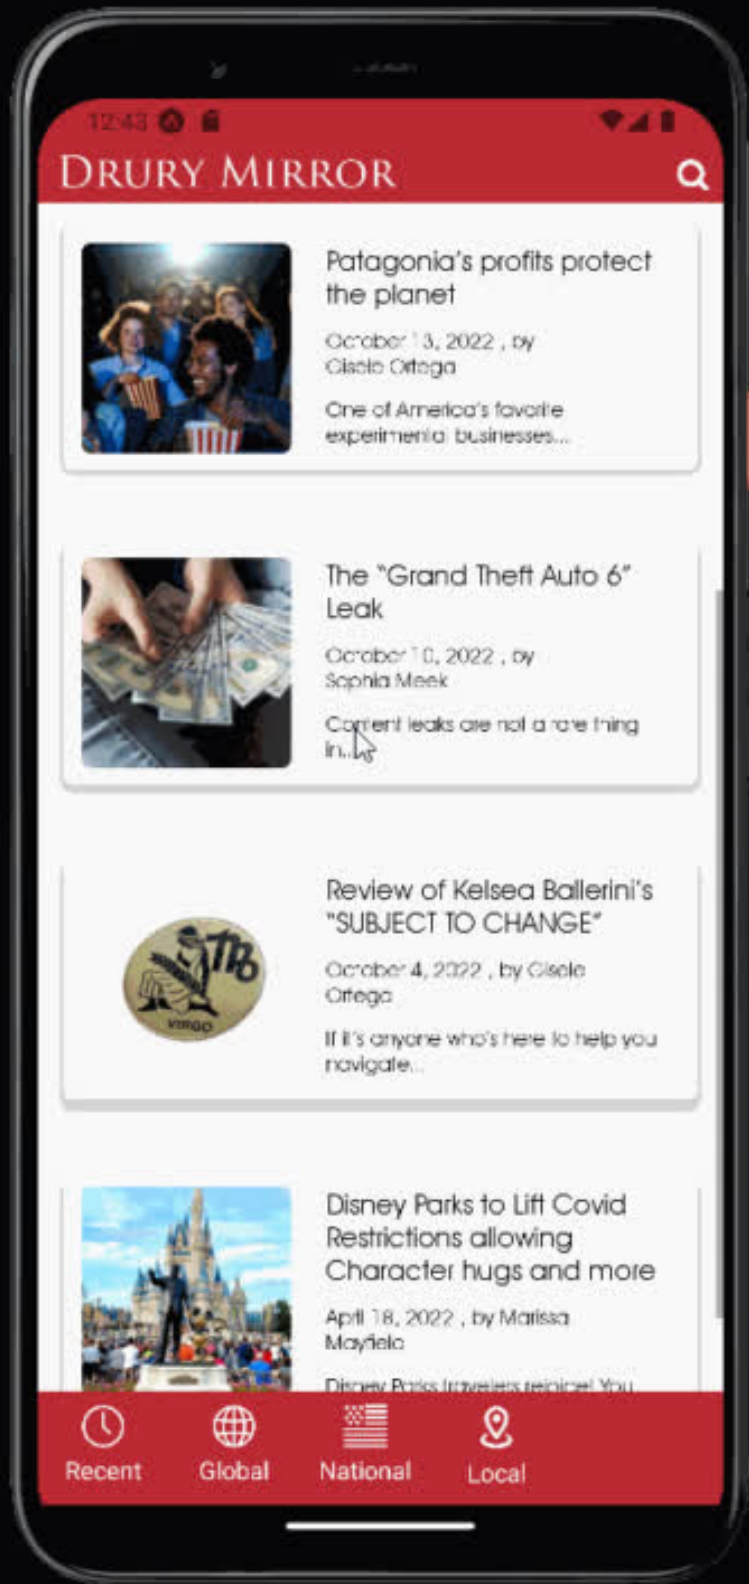 12:43
DRURY MIRROR
Patagonia's profits protect
the planet
October 13, 2022 , by
Gisele Ortega
One of America's favorite
experimental businesses...
The "Grand Theft Auto 6"
Leak
October 10, 2022 , by
Sophia Meek
Content leaks are not a rare thing
in...
Review of Kelsea Ballerini's
"SUBJECT TO CHANGE"
October 4, 2022 , by Gisele
Ortega
If it's anyone who's here to help you
navigate...
VIRGO
Disney Parks to Lift Covid
Restrictions allowing
Character hugs and more
April 18, 2022 , by Marissa
Mayfield
Disney Parks travelers rejoice! You
Recent
Global
National
Local